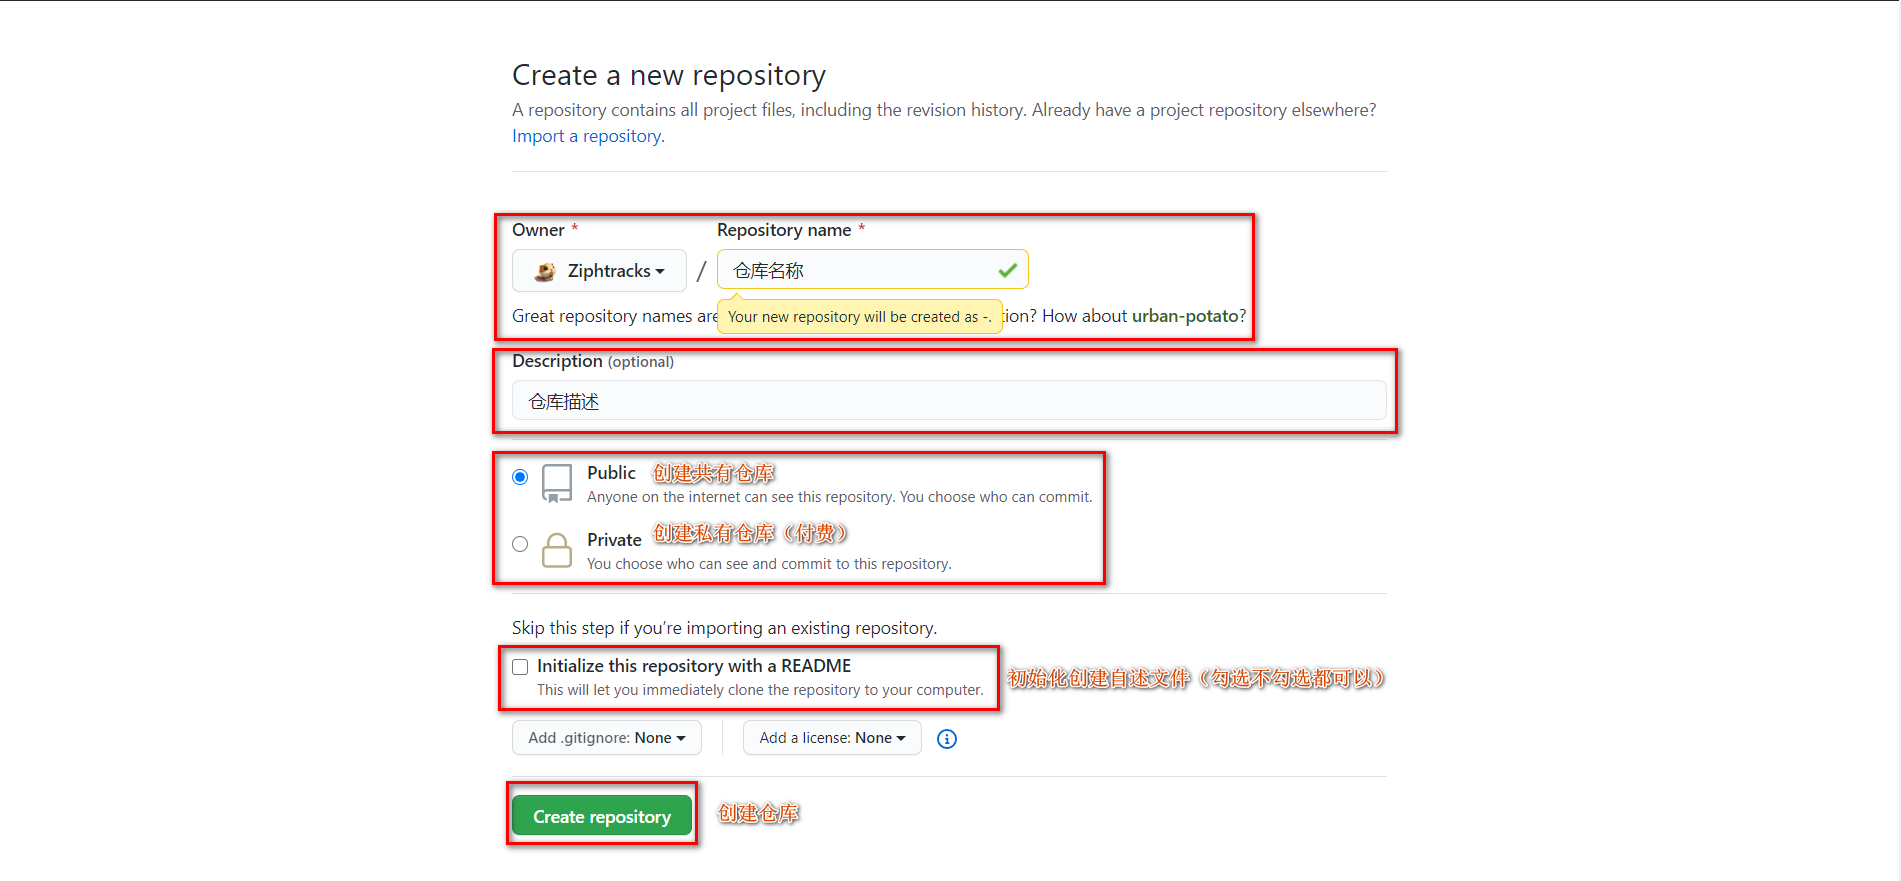 Create a new repository
A repository contains all project files, including the revision history. Already have a project repository elsewhere?
Import a repository.
Owner *
Repository name *
Ziphtracks
/
仓库名称
Great repository names are
Your new repository will be created as -.
tion? How about urban-potato?
Description (optional)
仓库描述
Public 创建共有仓库
Anyone on the internet can see this repository. You choose who can commit.
Private 创建私有仓库（付费）
You choose who can see and commit to this repository.
Skip this step if you’re importing an existing repository.
Initialize this repository with a README
This will let you immediately clone the repository to your computer.
初始化创建自述文件（勾选不勾选都可以）
Add .gitignore: None
Add a license: None
Create repository
创建仓库